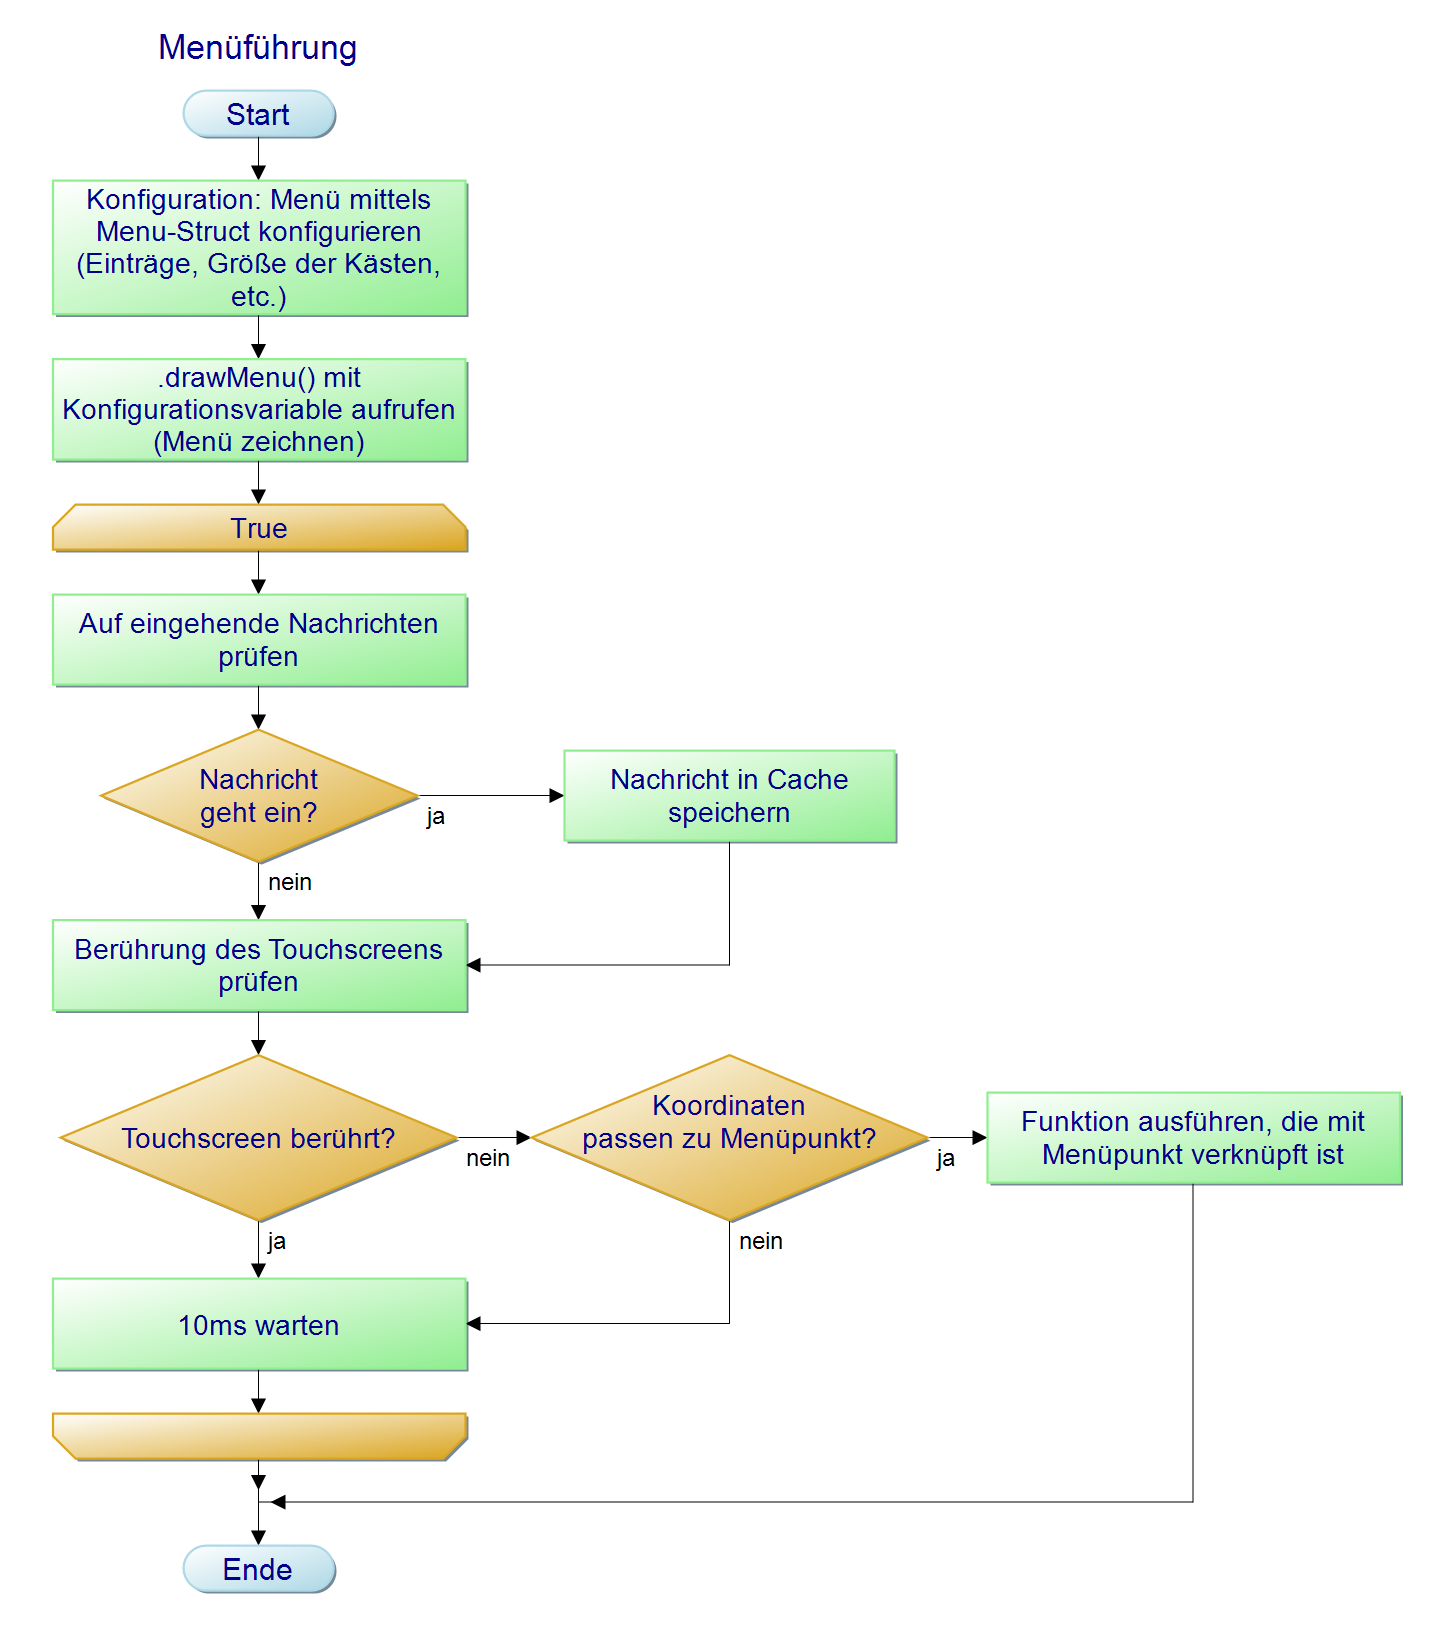 Menüführung
Start
Konfiguration: Menü mittels
Menu-Struct konfigurieren
(Einträge, Größe der Kästen,
etc.)
.drawMenu() mit
Konfigurationsvariable aufrufen
(Menü zeichnen)
True
Auf eingehende Nachrichten
prüfen
Nachricht
geht ein?
ja
Nachricht in Cache
speichern
nein
Berührung des Touchscreens
prüfen
Touchscreen berührt?
nein
Koordinaten
passen zu Menüpunkt?
ja
Funktion ausführen, die mit
Menüpunkt verknüpft ist
ja
nein
10ms warten
Ende